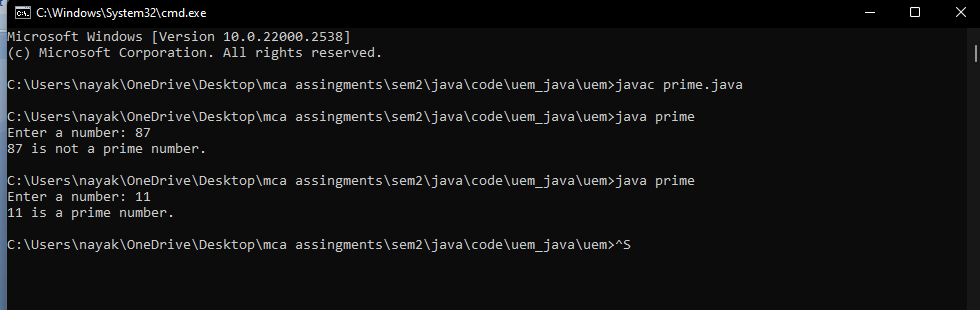 C:\Windows\System32\cmd.exe
Microsoft Windows [Version 10.0.22000.2538]
(c) Microsoft Corporation. All rights reserved.
C:\Users\nayak\OneDrive\Desktop\mca assingments\sem2\java\code\uem_java\uem>javac prime.java
C:\Users\nayak\OneDrive\Desktop\mca assingments\sem2\java\code\uem_java\uem>java prime
Enter a number: 87
87 is not a prime number.
C:\Users\nayak\OneDrive\Desktop\mca assingments\sem2\java\code\uem_java\uem>java prime
Enter a number: 11
11 is a prime number.
C:\Users\nayak\OneDrive\Desktop\mca assingments\sem2\java\code\uem_java\uem>^S